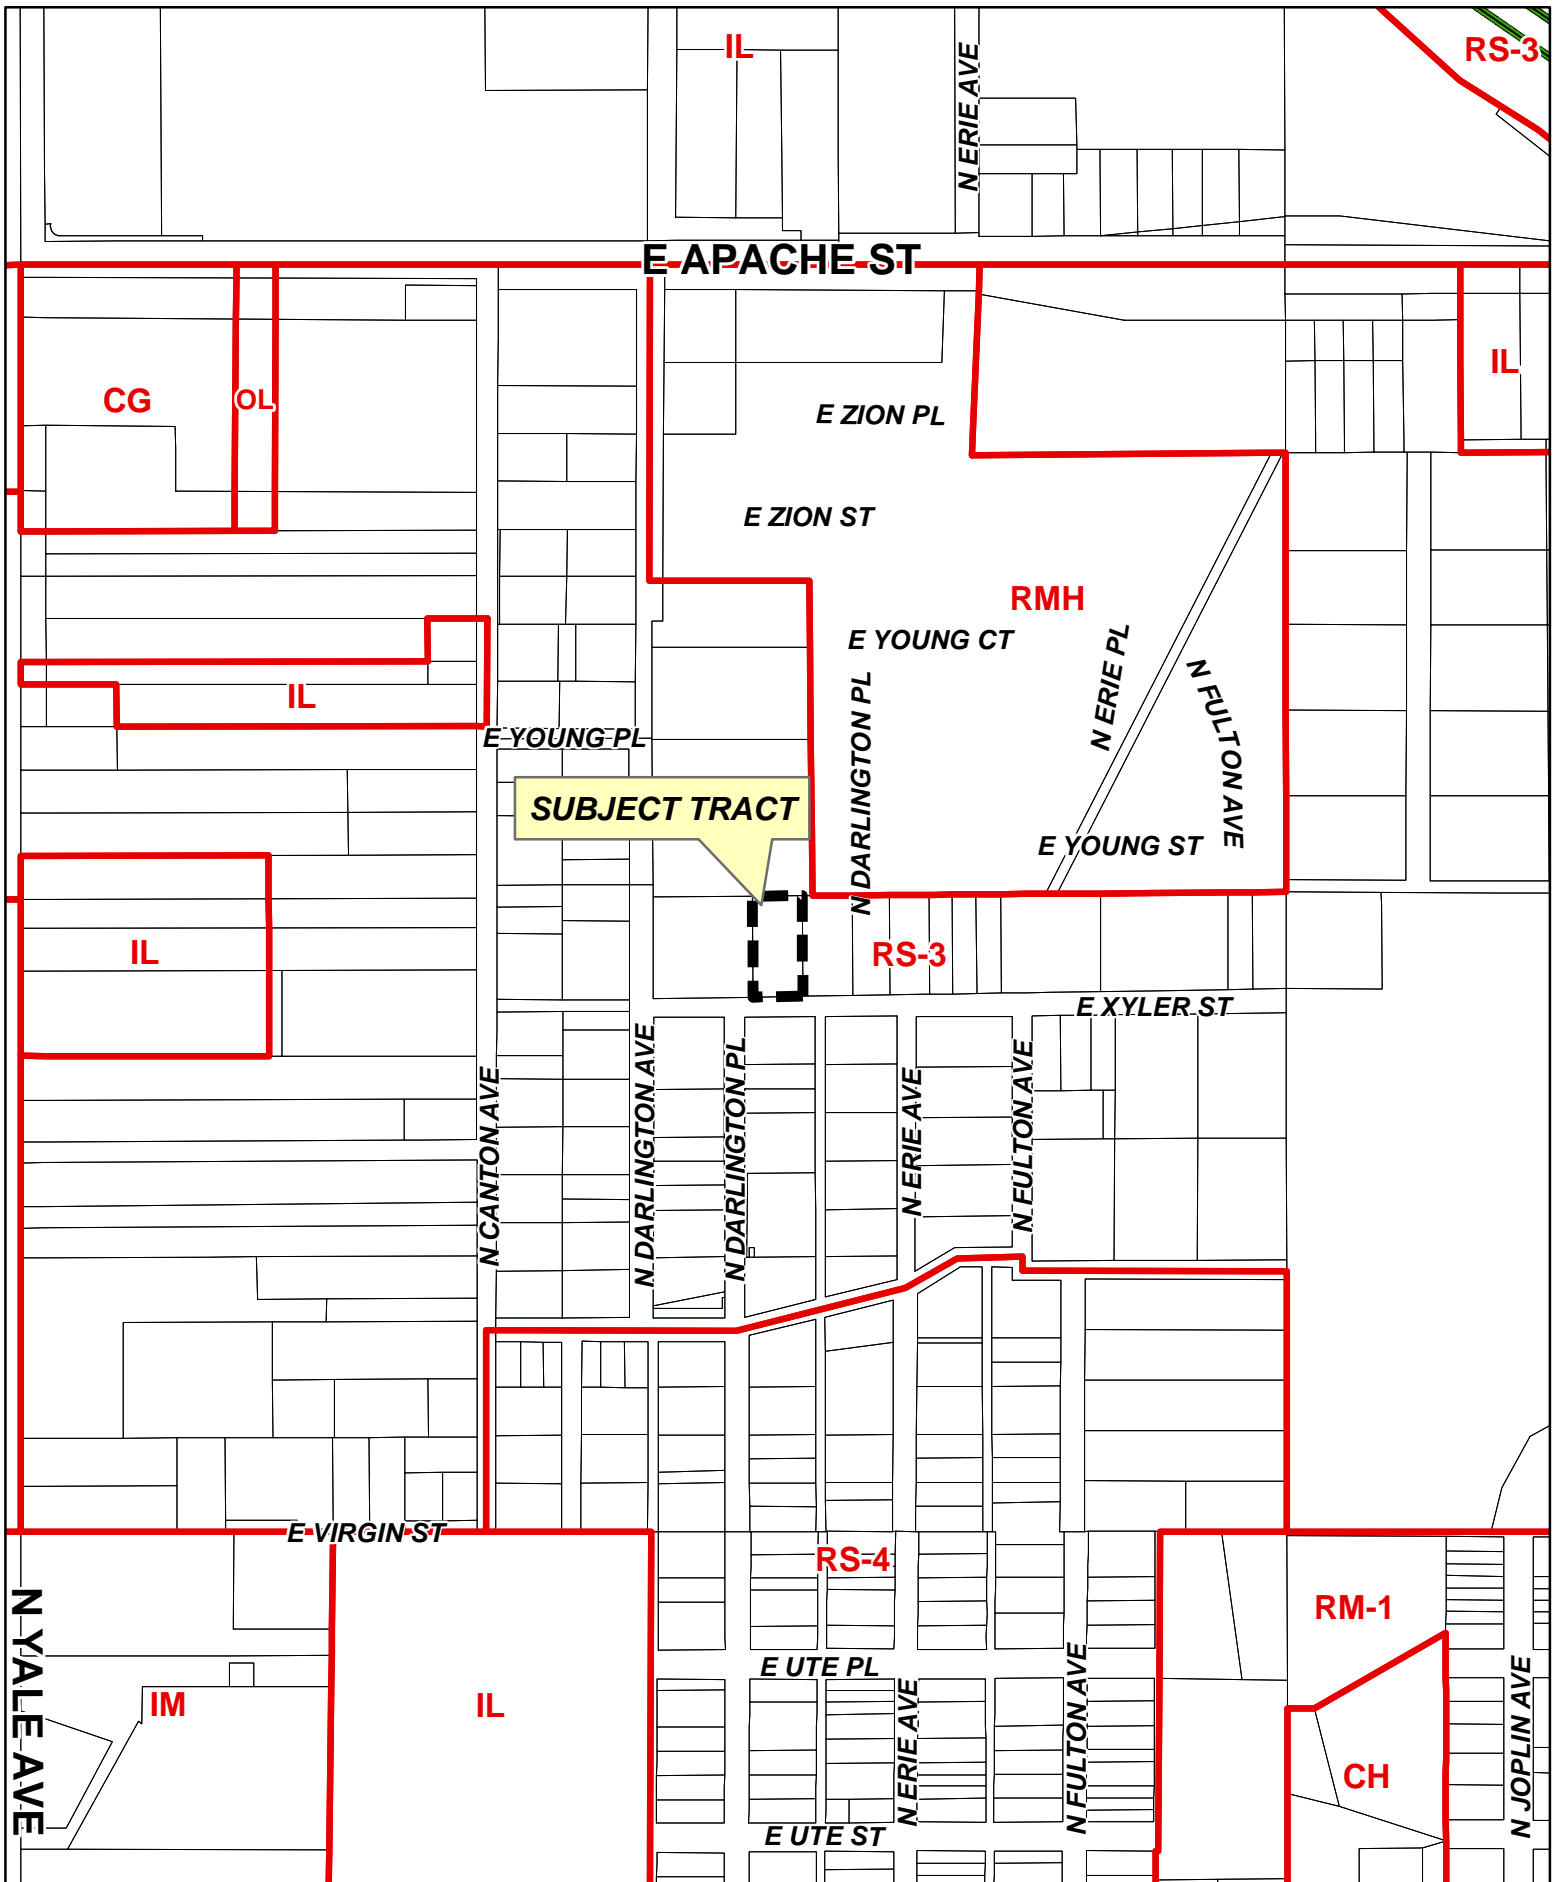 IL
RS-3
N ERIE AVE
E APACHE ST
CG
OL
IL
E ZION PL
E ZION ST
RMH
E YOUNG CT
N ERIE PL
N FULTON AVE
N DARLINGTON PL
IL
E YOUNG PL
SUBJECT TRACT
E YOUNG ST
IL
RS-3
E XYLER ST
N CANTON AVE
N DARLINGTON AVE
N DARLINGTON PL
N ERIE AVE
N FULTON AVE
E VIRGIN ST
RS-4
RM-1
N YALE AVE
E UTE PL
IM
IL
N ERIE AVE
N FULTON AVE
N JOPLIN AVE
CH
E UTE ST